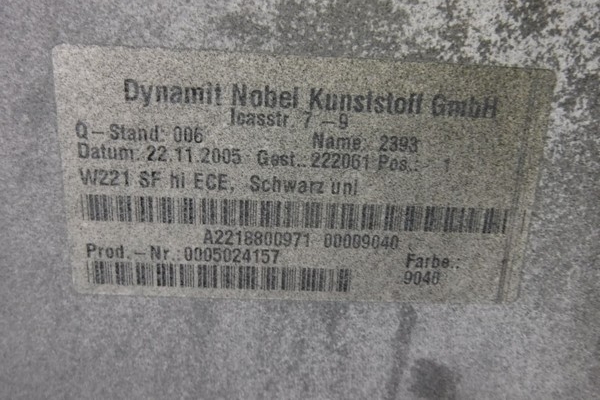 Dynamit Nobel Kunststoff GmbH
Icasstr. 7-9
Q-Stand: 006 Name: 2393
Datum: 22.11.2005 Gest.: 222061 Pos.: 1
W221 SF hi ECE, Schwarz uni
A2218800971 00009040
Prod.-Nr.:0005024157 Farbe.:
9040